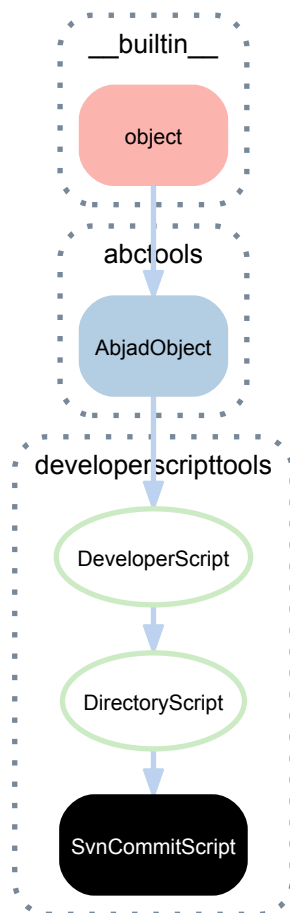 __builtin__
object
abctools
AbjadObject
developerscripttools
DeveloperScript
DirectoryScript
SvnCommitScript